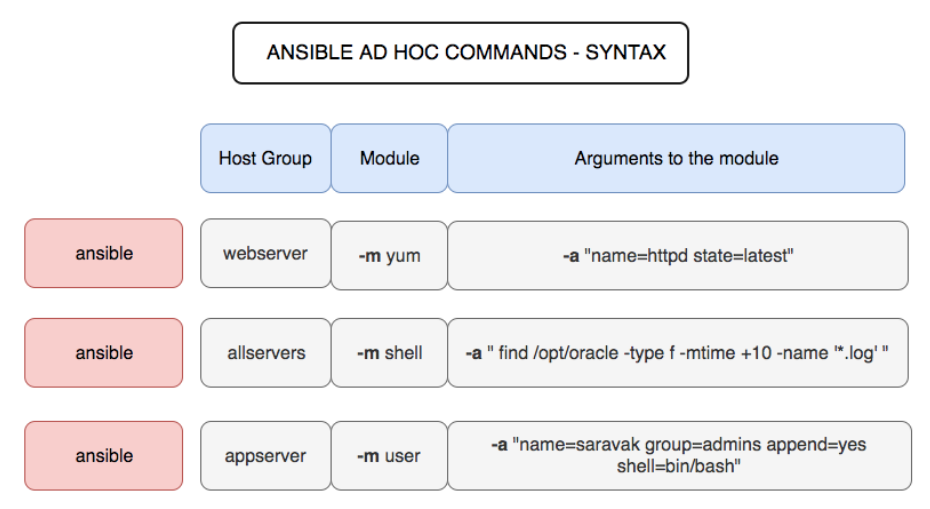 ANSIBLE AD HOC COMMANDS - SYNTAX
Host Group Module Arguments to the module
ansible webserver -m yum -a "name=httpd state=latest"
ansible allservers -m shell -a " find /opt/oracle -type f -mtime +10 -name '*.log' "
ansible appserver -m user -a "name=saravak group=admins append=yes
shell=bin/bash"